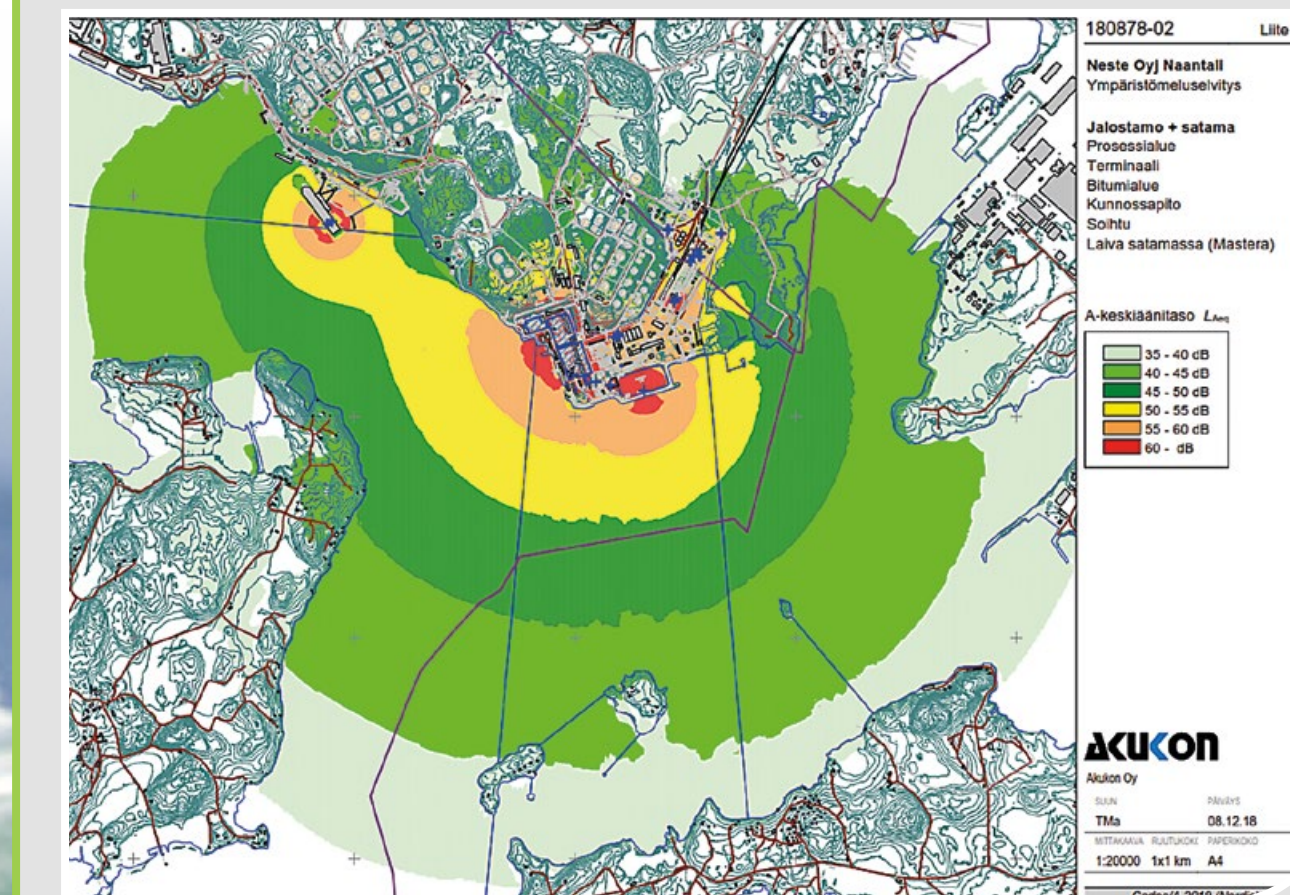 180878-02 Liite
Neste Oyj Naantali
Ympäristömeluselvitys
Jalostamo + satama
Prosessialue
Terminaali
Bitumialue
Kunnossapito
Soihtu
Laiva satamassa (Mastera)
A-keskiäänitaso LAeq
35 - 40 dB
40 - 45 dB
45 - 50 dB
50 - 55 dB
55 - 60 dB
60 - dB
AKUKON
Akukon Oy
SUUN PÄIVÄYS
TMa 08.12.18
MITTAKAAVA RUUTUKOKO PAPERIKOKO
1:20000 1x1 km A4